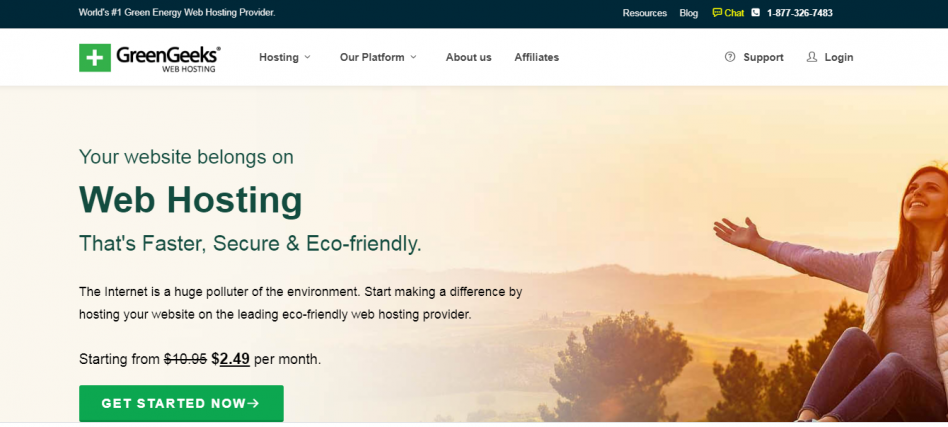 World's #1 Green Energy Web Hosting Provider.
Resources Blog Chat 1-877-326-7483
GreenGeeks®
WEB HOSTING
Hosting Our Platform About us Affiliates Support Login
Your website belongs on
Web Hosting
That's Faster, Secure & Eco-friendly.
The Internet is a huge polluter of the environment. Start making a difference by
hosting your website on the leading eco-friendly web hosting provider.
Starting from $10.95 $2.49 per month.
GET STARTED NOW→